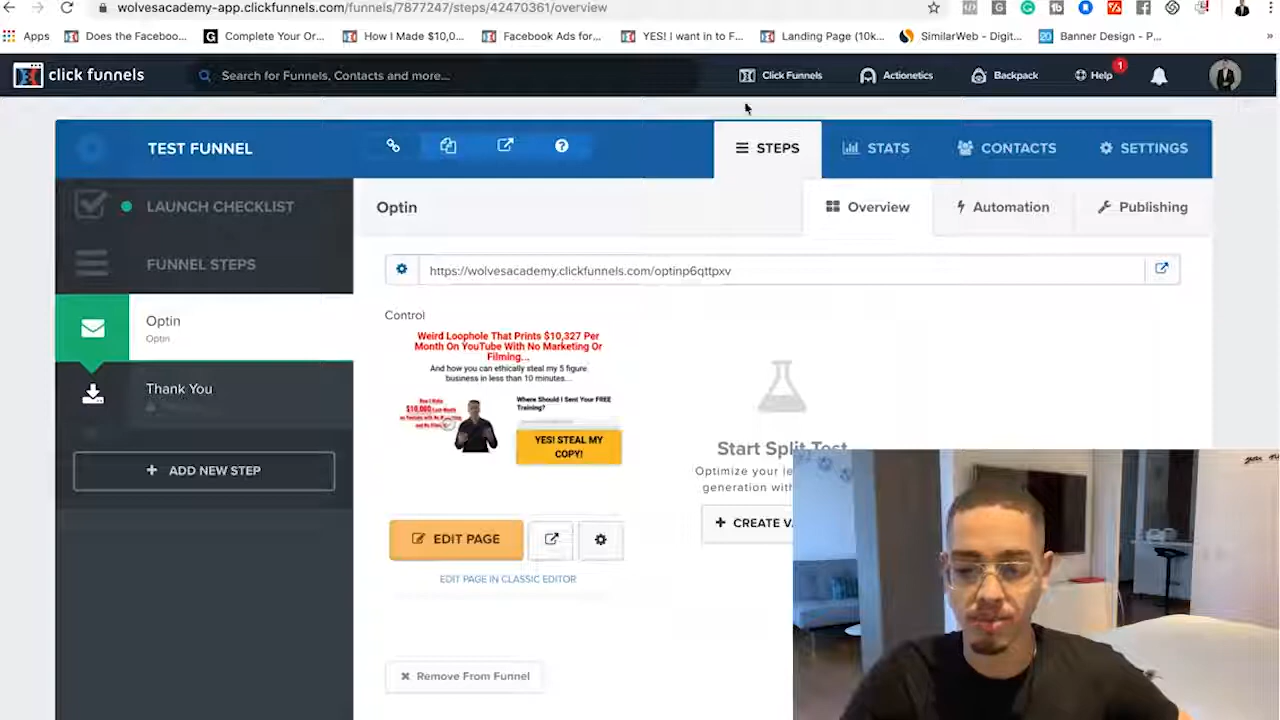 wolvesacademy-app.clickfunnels.com/funnels/7877247/steps/42470361/overview
Apps
Does the Faceboo...
Complete Your Or...
How I Made $10,0...
Facebook Ads for...
YES! I want in to F...
Landing Page (10k...
SimilarWeb - Digit...
Banner Design - P...
click funnels
Search for Funnels, Contacts and more...
Click Funnels
Actionetics
Backpack
Help
1
TEST FUNNEL
STEPS
STATS
CONTACTS
SETTINGS
LAUNCH CHECKLIST
FUNNEL STEPS
Optin
Optin
Thank You
+ ADD NEW STEP
Optin
Overview
Automation
Publishing
https://wolvesacademy.clickfunnels.com/optinp6qttpxv
Control
Weird Loophole That Prints $10,327 Per
Month On YouTube With No Marketing Or
Filming...
And how you can ethically steal my 5 figure
business in less than 10 minutes...
How I Make
$10,000 Each Month
Where Should I Sent Your FREE
Training?
YES! STEAL MY
COPY!
Start Split Test
Optimize your le
generation with
+ CREATE VA
EDIT PAGE
EDIT PAGE IN CLASSIC EDITOR
Remove From Funnel